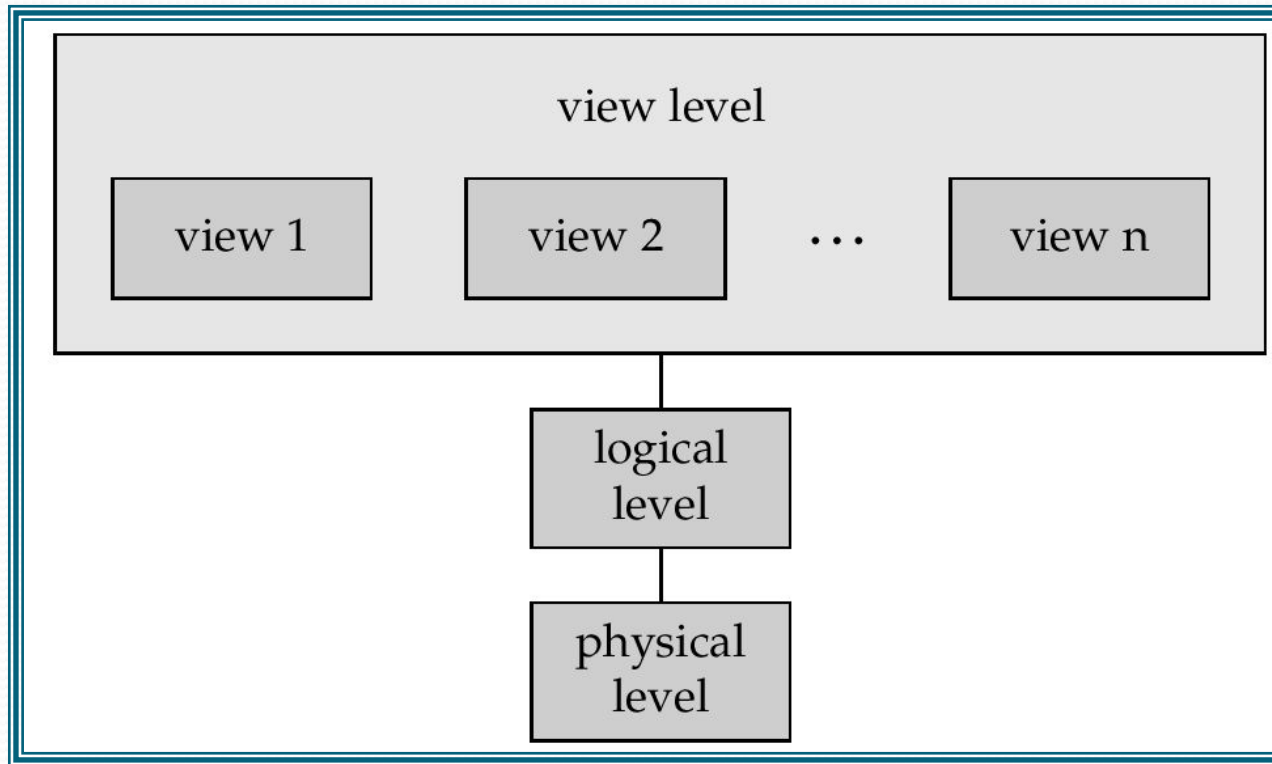 view level
view 1 view 2 ... view n
logical
level
physical
level